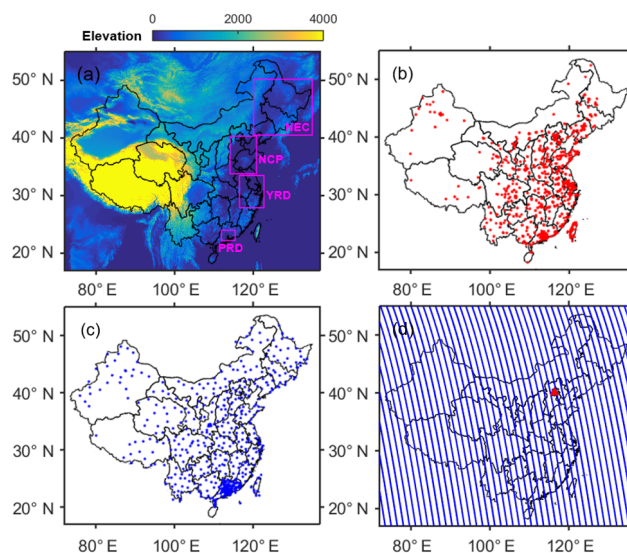 Elevation 0 2000 4000
(a) (b)
50° N 50° N
NEC
40° N 40° N
NCP
30° N YRD 30° N
20° N PRD 20° N
80° E 100° E 120° E 80° E 100° E 120° E
(c) (d)
50° N 50° N
40° N 40° N
30° N 30° N
20° N 20° N
80° E 100° E 120° E 80° E 100° E 120° E